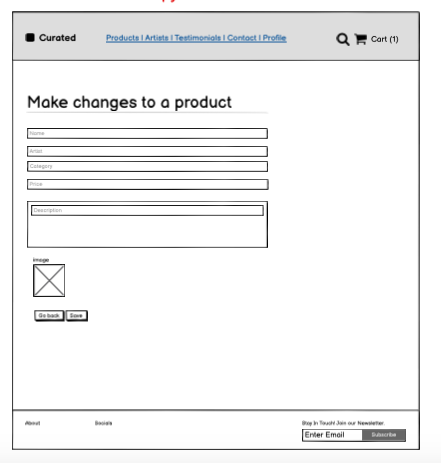 Curated
Products | Artists | Testimonials | Contact | Profile
Cart (1)
Make changes to a product
Name
Artist
Category
Price
Description
Image
Go back
Save
About
Socials
Stay In Touch! Join our Newsletter.
Enter Email
Subscribe